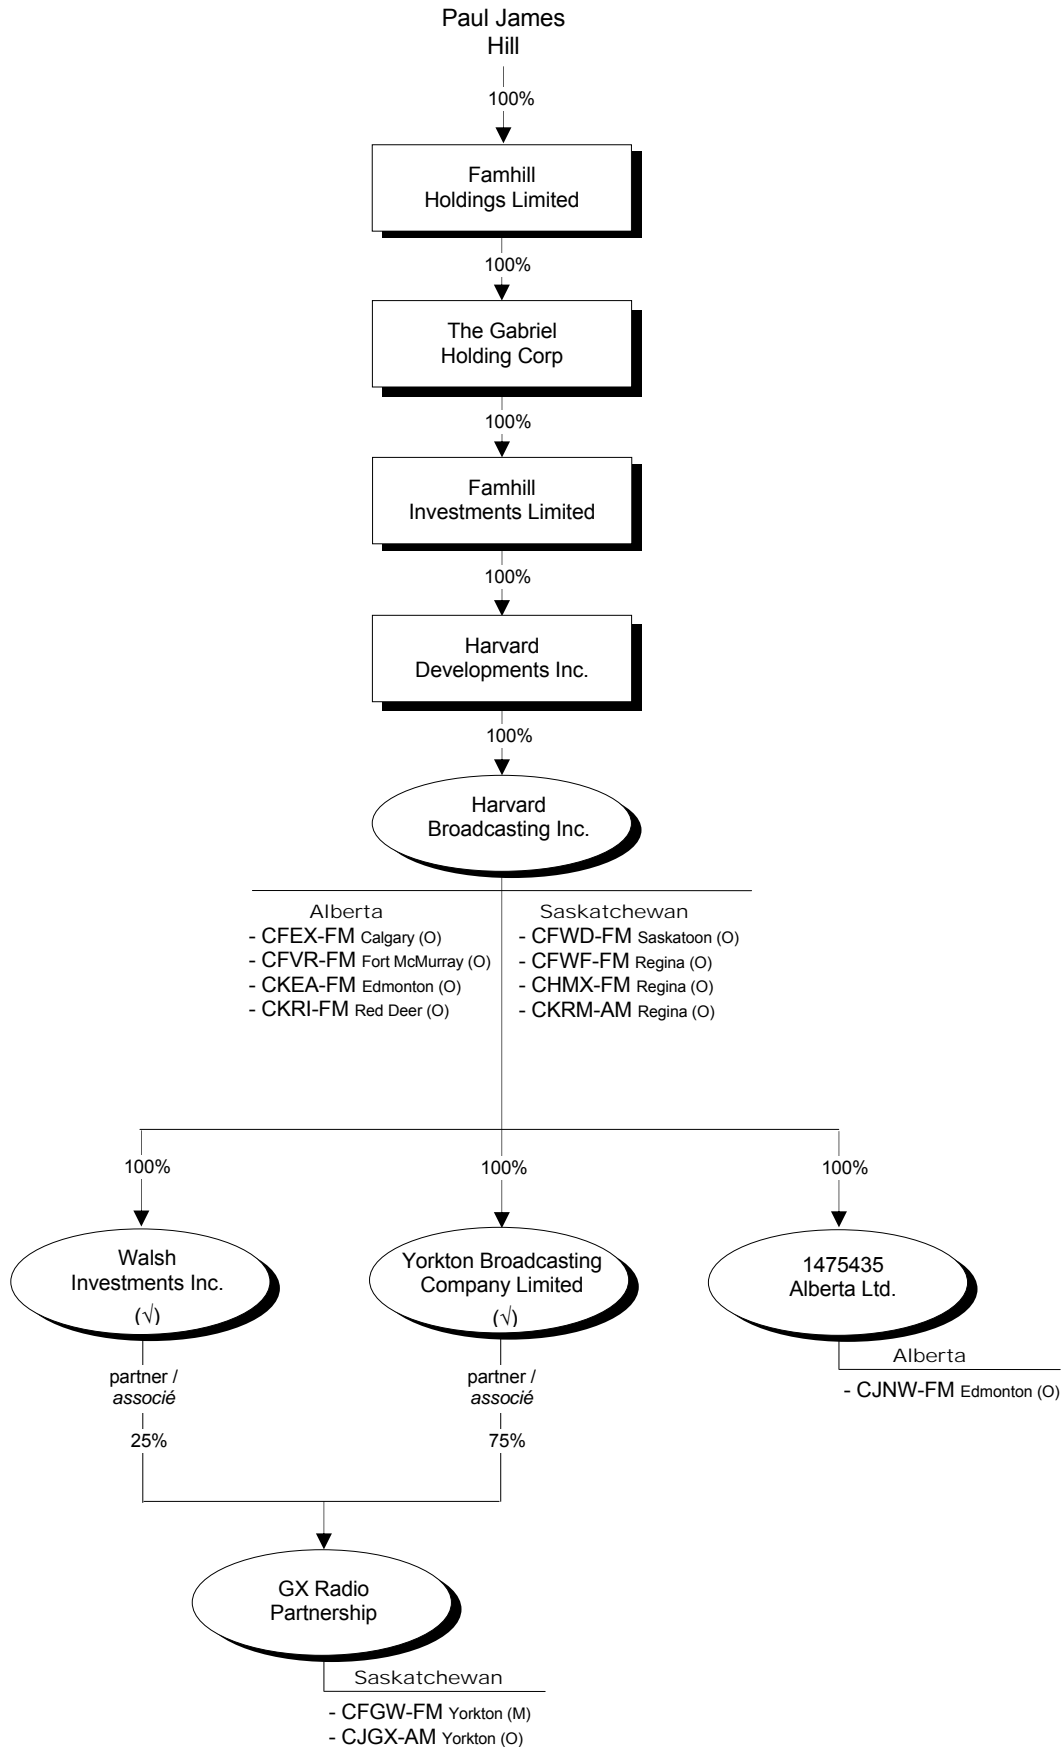 Paul James
Hill
100%
Famhill
Holdings Limited
100%
The Gabriel
Holding Corp
100%
Famhill
Investments Limited
100%
Harvard
Developments Inc.
100%
Harvard
Broadcasting Inc.
Alberta
- CFEX-FM Calgary (O)
- CFVR-FM Fort McMurray (O)
- CKEA-FM Edmonton (O)
- CKRI-FM Red Deer (O)
Saskatchewan
- CFWD-FM Saskatoon (O)
- CFWF-FM Regina (O)
- CHMX-FM Regina (O)
- CKRM-AM Regina (O)
100%
100%
100%
Walsh
Investments Inc.
(√)
Yorkton Broadcasting
Company Limited
(√)
1475435
Alberta Ltd.
Alberta
- CJNW-FM Edmonton (O)
partner /
associé
25%
partner /
associé
75%
GX Radio
Partnership
Saskatchewan
- CFGW-FM Yorkton (M)
- CJGX-AM Yorkton (O)